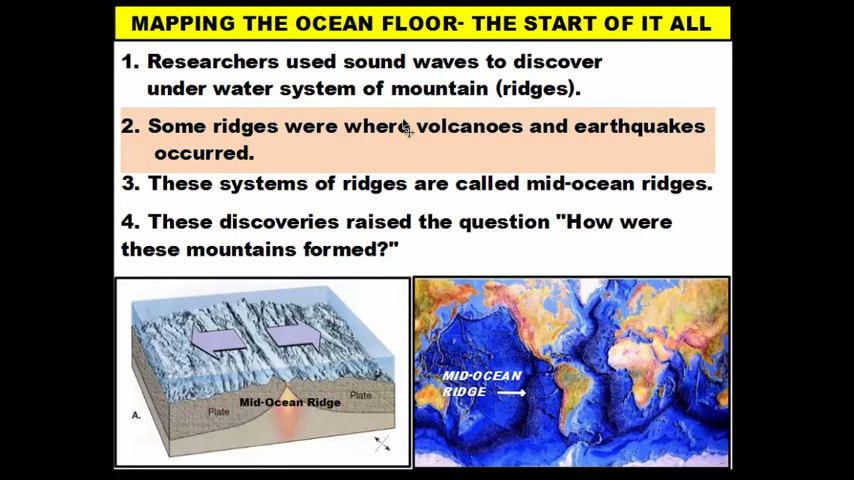 MAPPING THE OCEAN FLOOR- THE START OF IT ALL
1. Researchers used sound waves to discover
under water system of mountain (ridges).
2. Some ridges were where volcanoes and earthquakes
occurred.
3. These systems of ridges are called mid-ocean ridges.
4. These discoveries raised the question "How were
these mountains formed?"
Plate
Mid-Ocean Ridge
Plate
A.
MID-OCEAN
RIDGE